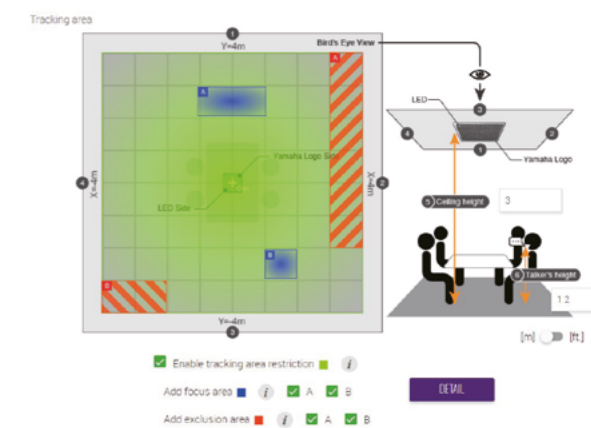 Tracking area
1
Y=4m
Bird's Eye View
A
A
LED
3
4
2
1
Yamaha Logo
Yamaha Logo Sid
4
X=-4m
2
X=4m
LED Side
5 Ceiling height
3
B
6 Talker's height
1.2
B
Y=-4m
3
[m] [ft.]
Enable tracking area restriction i
Add focus area i A B
DETAIL
Add exclusion area i A B